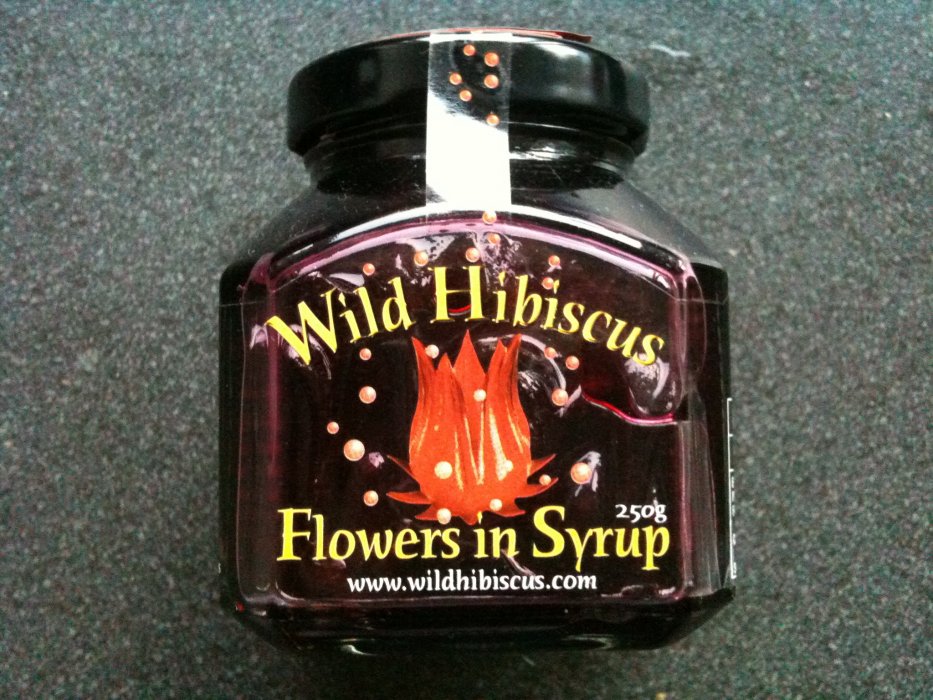 Wild Hibiscus
250g
Flowers in Syrup
www.wildhibiscus.com